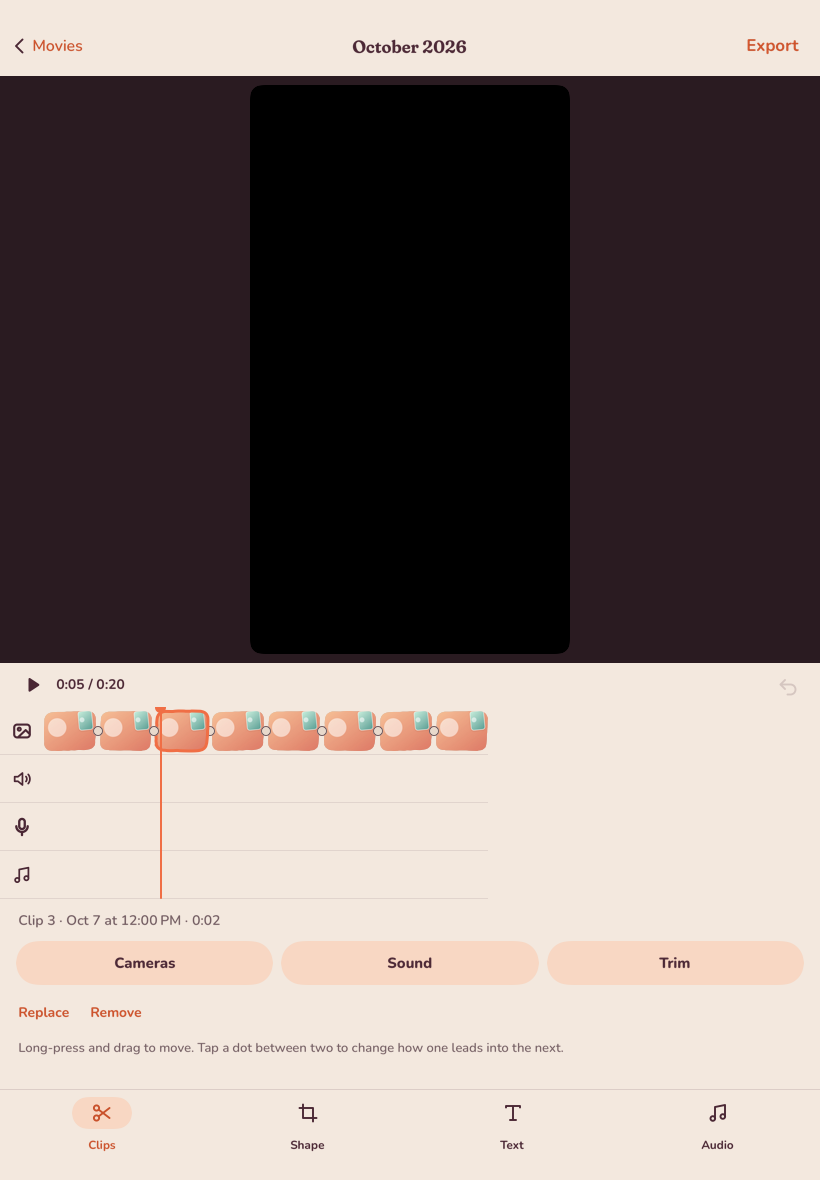 Movies
October 2026
Export
0:05 / 0:20
Clip 3 · Oct 7 at 12:00 PM · 0:02
Cameras
Sound
Trim
Replace
Remove
Long-press and drag to move. Tap a dot between two to change how one leads into the next.
Clips
Shape
Text
Audio